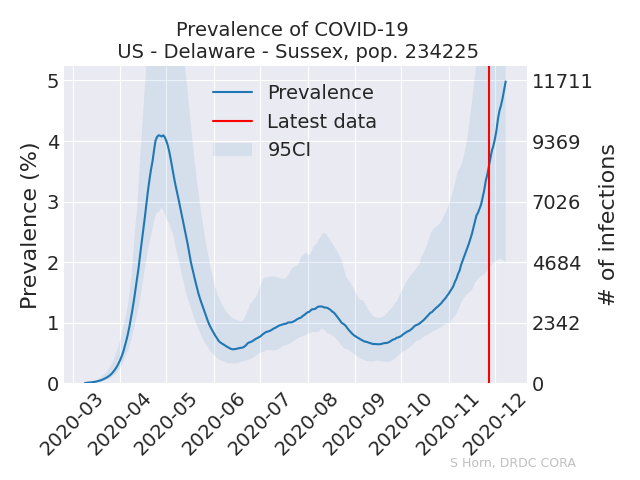 Prevalence of COVID-19
US - Delaware - Sussex, pop. 234225
Prevalence (%)
5
4
3
2
1
0
Prevalence
Latest data
95CI
11711
9369
7026
4684
2342
0
# of infections
2020-03
2020-04
2020-05
2020-06
2020-07
2020-08
2020-09
2020-10
2020-11
2020-12
S Horn, DRDC CORA